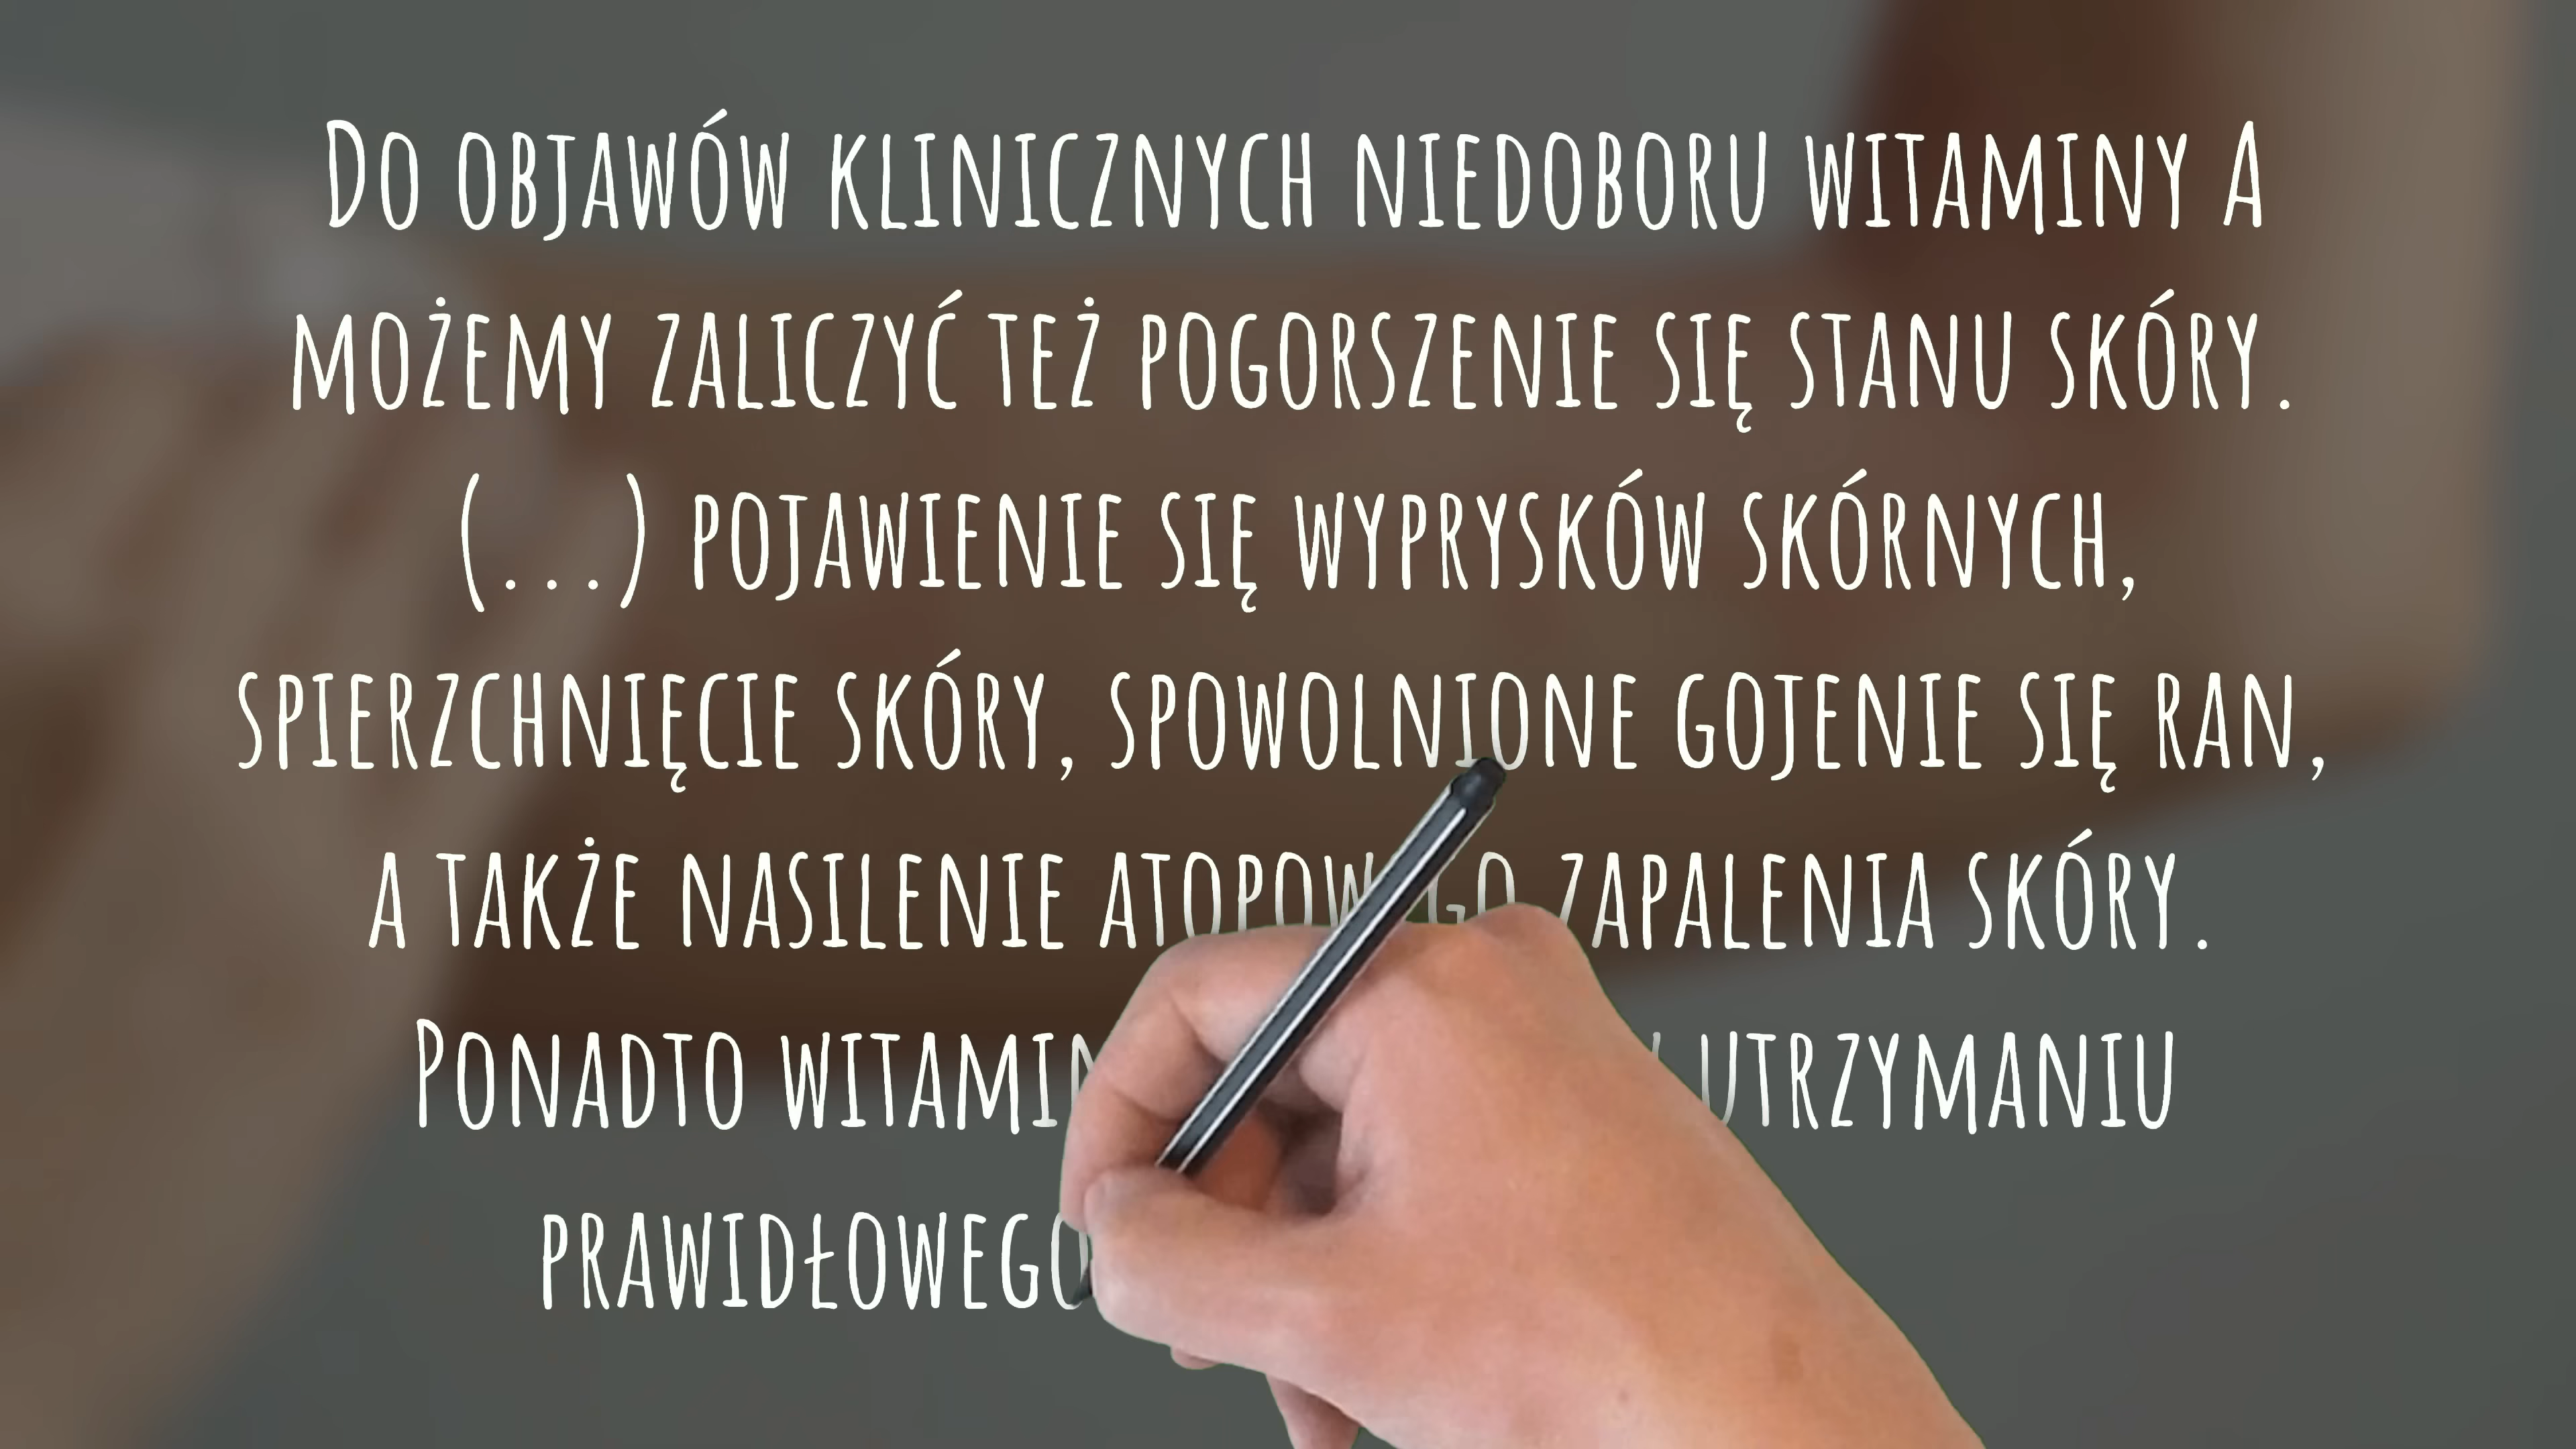 Do objawów klinicznych niedoboru witaminy A
możemy zaliczyć też pogorszenie się stanu skóry.
(...) pojawienie się wyprysków skórnych,
spierzchnięcie skóry, spowolnione gojenie się ran,
a także nasilenie atopowego zapalenia skóry.
Ponadto utrzymaniu
prawidłowego